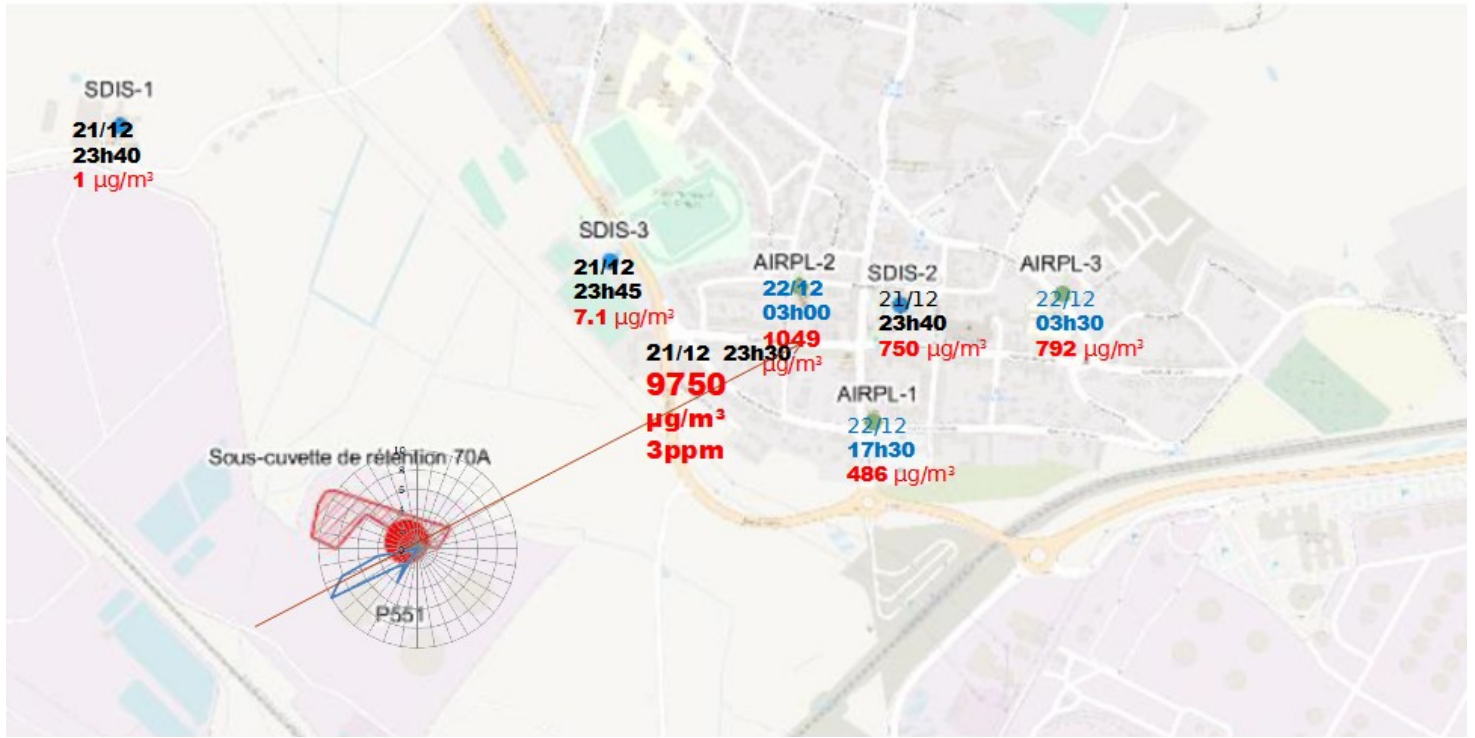 SDIS-1
21/12
23h40
1 µg/m³
SDIS-3
21/12
23h45
7.1 µg/m³
AIRPL-2
22/12
03h00
1049
µg/m³
SDIS-2
21/12
23h40
750 µg/m³
AIRPL-3
22/12
03h30
792 µg/m³
21/12 23h30
9750
µg/m³
3ppm
AIRPL-1
22/12
17h30
486 µg/m³
Sous-cuvette de rétention 70A
10
8
6
P551